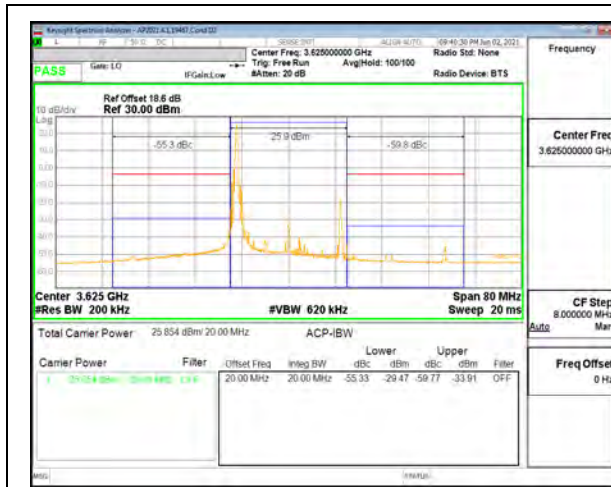 Keysight Spectrum Analyzer - AP2022.4.1,19467,Cond D2
L RF 50 Ω DC SENSE:INT ALIGN AUTO 09:40:30 PM Jun 02, 2021
Center Freq: 3.625000000 GHz Radio Std: None
Gate: LO Trig: Free Run Avg|Hold: 100/100
PASS IFGain:Low #Atten: 20 dB Radio Device: BTS
Frequency
Ref Offset 18.6 dB
10 dB/div Ref 30.00 dBm
Log
-55.3 dBc 25.9 dBm -59.8 dBc
Center Freq
3.625000000 GHz
Center 3.625 GHz Span 80 MHz
#Res BW 200 kHz #VBW 620 kHz Sweep 20 ms
CF Step
8.000000 MHz
Auto Man
Total Carrier Power 25.854 dBm/ 20.00 MHz ACP-IBW
Lower Upper
Carrier Power Filter Offset Freq Integ BW dBc dBm dBc dBm Filter
20.00 MHz 20.00 MHz -55.33 -29.47 -59.77 -33.91 OFF
Freq Offset
0 Hz
MSG STATUS